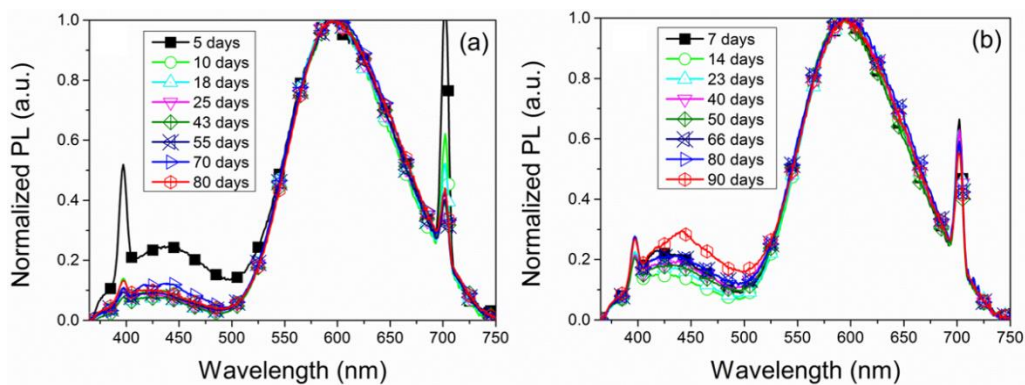 (a)
Normalized PL (a.u.)
1.0
0.8
0.6
0.4
0.2
0.0
5 days
10 days
18 days
25 days
43 days
55 days
70 days
80 days
400 450 500 550 600 650 700 750
Wavelength (nm)
(b)
Normalized PL (a.u.)
1.0
0.8
0.6
0.4
0.2
0.0
7 days
14 days
23 days
40 days
50 days
66 days
80 days
90 days
400 450 500 550 600 650 700 750
Wavelength (nm)